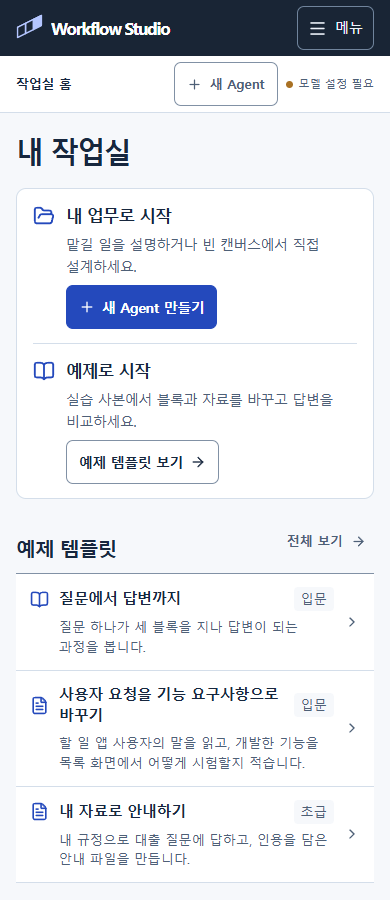 Workflow Studio
메뉴
작업실 홈
새 Agent
모델 설정 필요
내 작업실
내 업무로 시작
맡길 일을 설명하거나 빈 캔버스에서 직접
설계하세요.
새 Agent 만들기
예제로 시작
실습 사본에서 블록과 자료를 바꾸고 답변을
비교하세요.
예제 템플릿 보기
예제 템플릿
전체 보기
질문에서 답변까지
입문
질문 하나가 세 블록을 지나 답변이 되는
과정을 봅니다.
사용자 요청을 기능 요구사항으로
바꾸기
입문
할 일 앱 사용자의 말을 읽고, 개발한 기능을
목록 화면에서 어떻게 시험할지 적습니다.
내 자료로 안내하기
초급
내 규정으로 대출 질문에 답하고, 인용을 담은
안내 파일을 만듭니다.